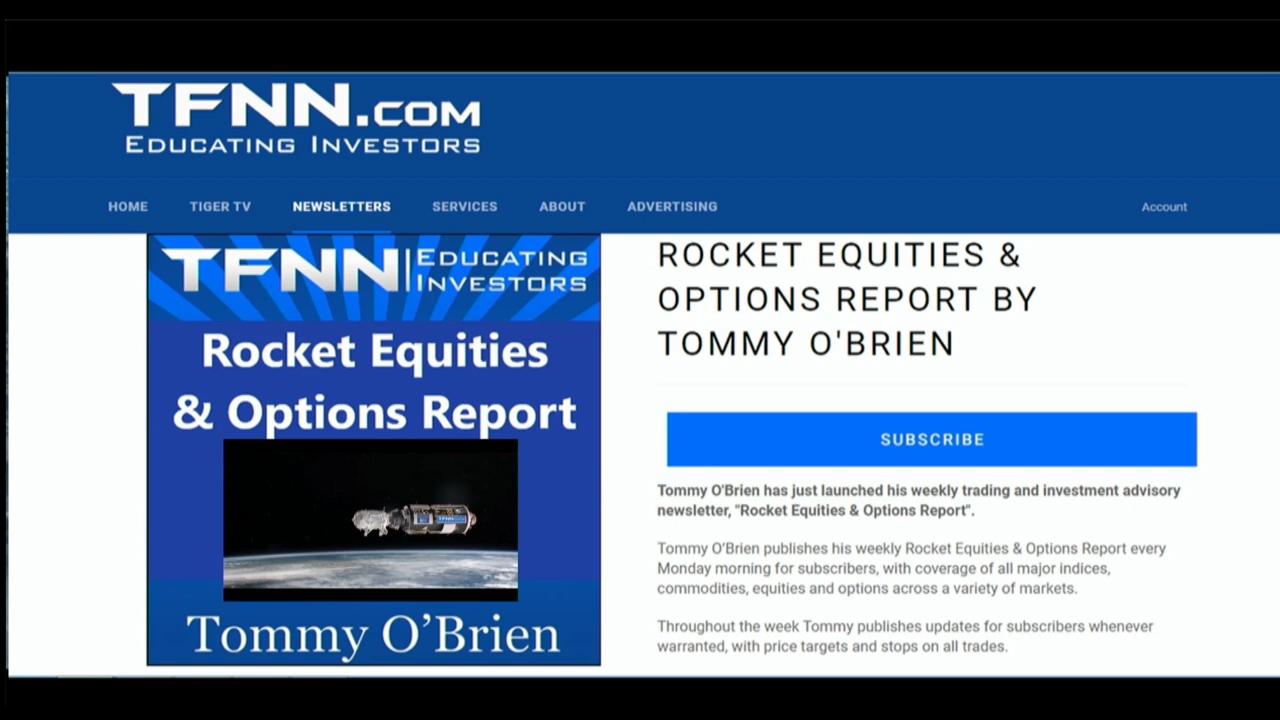 TFNN.COM
EDUCATING INVESTORS
HOME TIGER TV NEWSLETTERS SERVICES ABOUT ADVERTISING Account
TFNN EDUCATING
INVESTORS
Rocket Equities
& Options Report
TFNN
Tommy O’Brien
ROCKET EQUITIES &
OPTIONS REPORT BY
TOMMY O'BRIEN
SUBSCRIBE
Tommy O'Brien has just launched his weekly trading and investment advisory
newsletter, "Rocket Equities & Options Report".
Tommy O’Brien publishes his weekly Rocket Equities & Options Report every
Monday morning for subscribers, with coverage of all major indices,
commodities, equities and options across a variety of markets.
Throughout the week Tommy publishes updates for subscribers whenever
warranted, with price targets and stops on all trades.